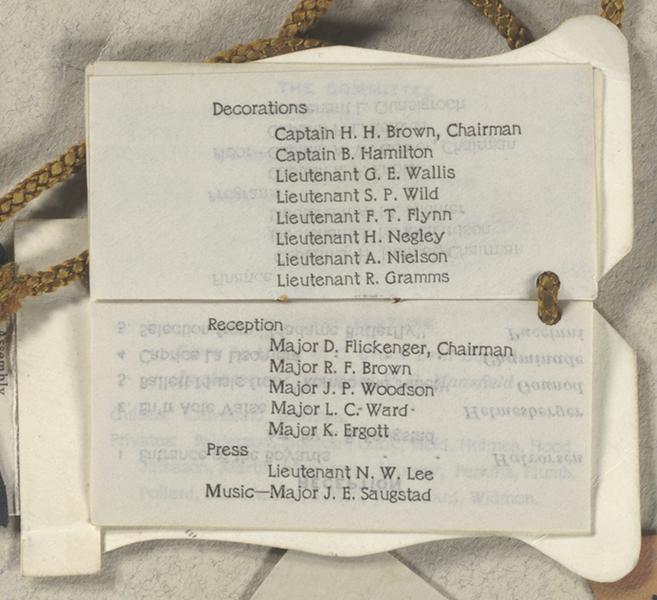 Decorations
Captain H. H. Brown, Chairman
Captain B. Hamilton
Lieutenant G. E. Wallis
Lieutenant S. P. Wild
Lieutenant F. T. Flynn
Lieutenant H. Negley
Lieutenant A. Nielson
Lieutenant R. Gramms
Reception
Major D. Flickenger, Chairman
Major R. F. Brown
Major J. P. Woodson
Major L. C. Ward
Major K. Ergott
Press
Lieutenant N. W. Lee
Music—Major J. E. Saugstad
Assembly